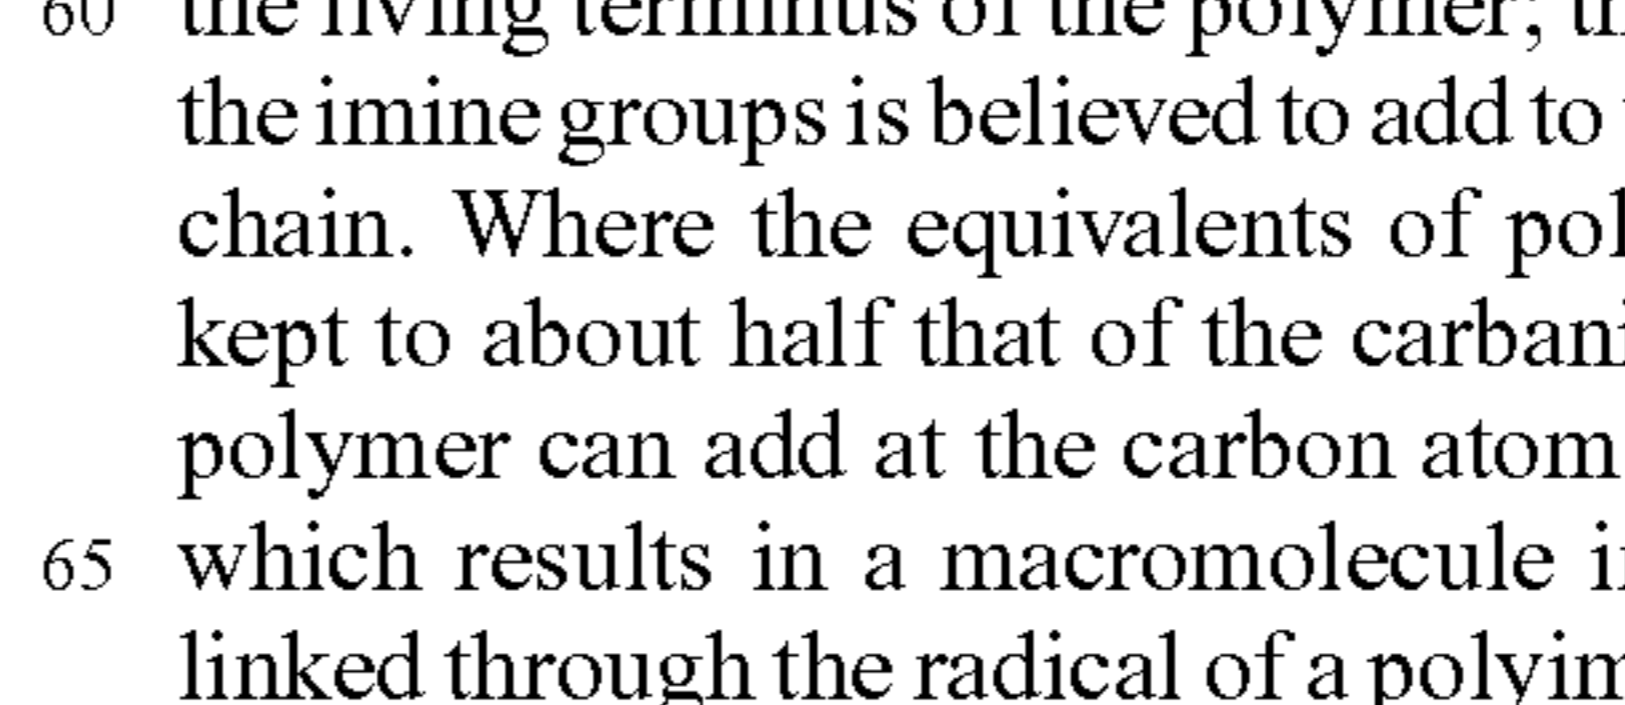 60 the living terminus of the polymer; th
the imine groups is believed to add to
chain. Where the equivalents of pol
kept to about half that of the carbani
polymer can add at the carbon atom
65 which results in a macromolecule in
linked through the radical of a polyim